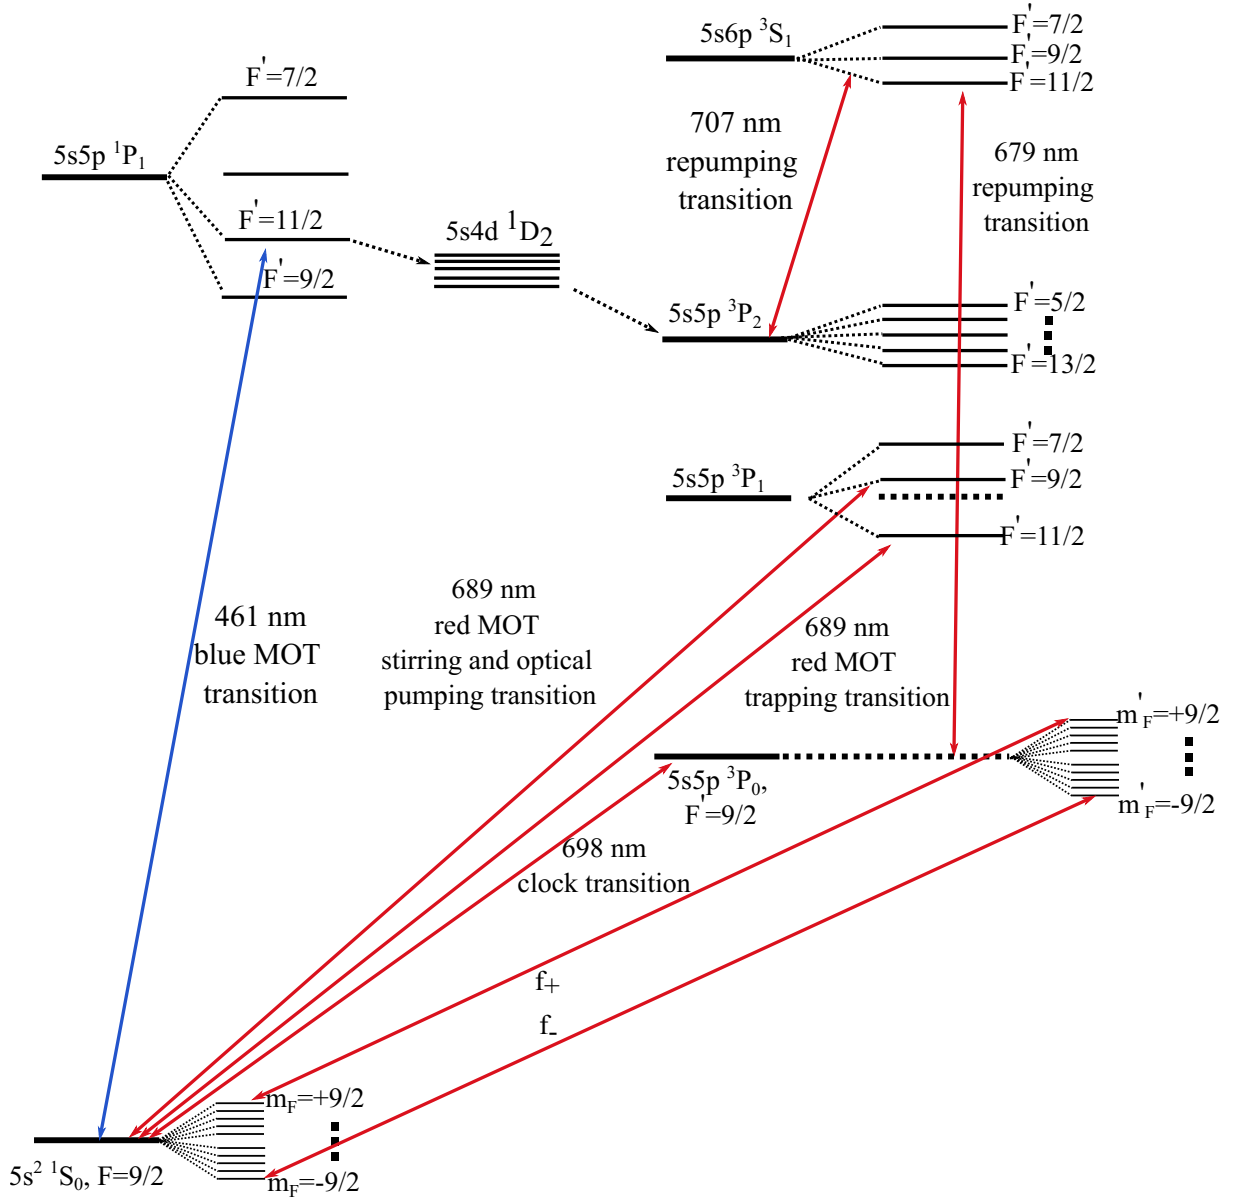 5s6p ³S₁
F'=7/2
F'=9/2
F'=11/2
F'=7/2
5s5p ¹P₁
F'=11/2
F'=9/2
5s4d ¹D₂
707 nm
repumping
transition
679 nm
repumping
transition
5s5p ³P₂
F'=5/2
F'=13/2
5s5p ³P₁
F'=7/2
F'=9/2
F'=11/2
461 nm
blue MOT
transition
689 nm
red MOT
stirring and optical
pumping transition
689 nm
red MOT
trapping transition
5s5p ³P₀,
F'=9/2
m'F=+9/2
m'F=-9/2
698 nm
clock transition
f+
f-
mF=+9/2
mF=-9/2
5s² ¹S₀, F=9/2